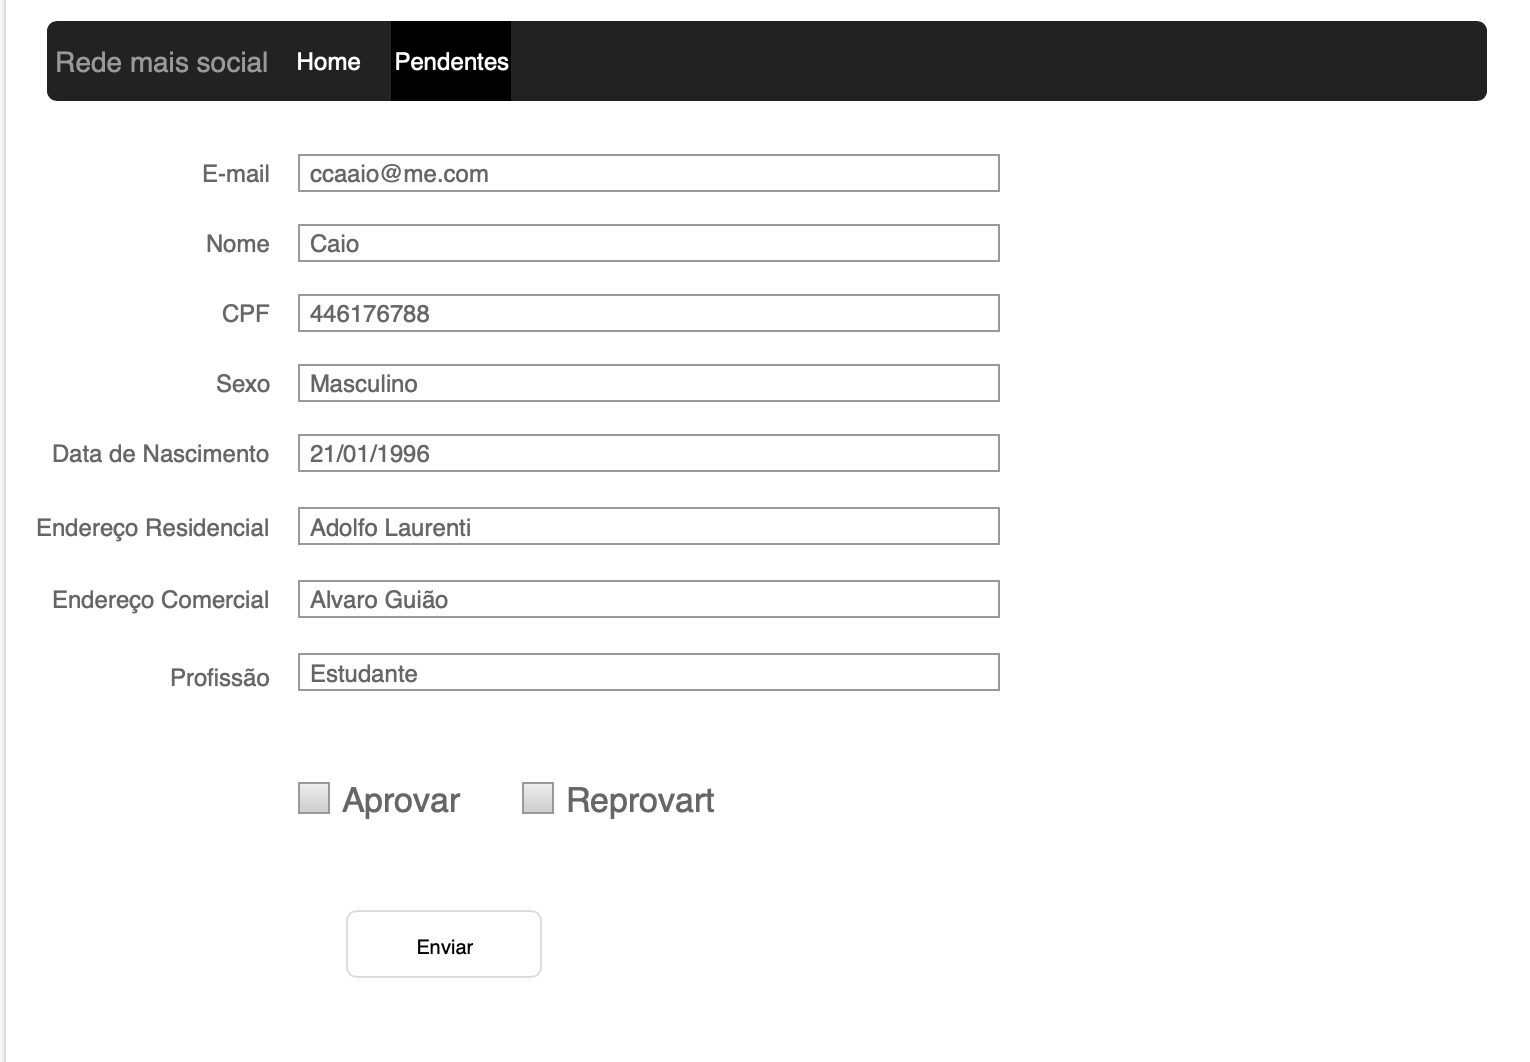 Rede mais social Home Pendentes
E-mail ccaaio@me.com
Nome Caio
CPF 446176788
Sexo Masculino
Data de Nascimento 21/01/1996
Endereço Residencial Adolfo Laurenti
Endereço Comercial Alvaro Guião
Profissão Estudante
Aprovar Reprovart
Enviar